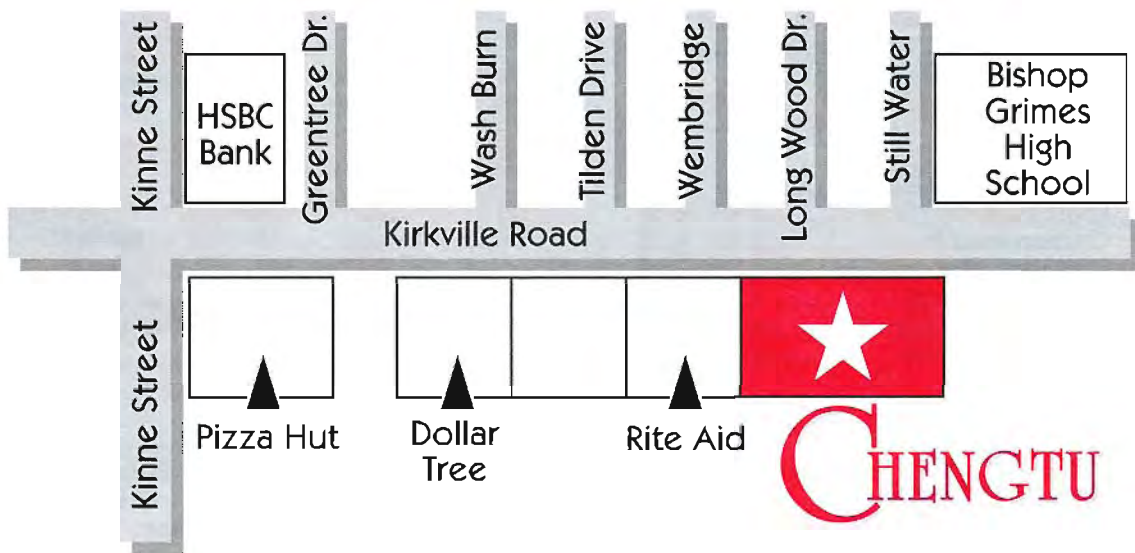 Kinne Street
HSBC
Bank
Greentree Dr.
Wash Burn
Tilden Drive
Wembridge
Long Wood Dr.
Still Water
Bishop
Grimes
High
School
Kirkville Road
Kinne Street
Pizza Hut
Dollar
Tree
Rite Aid
CHENGTU